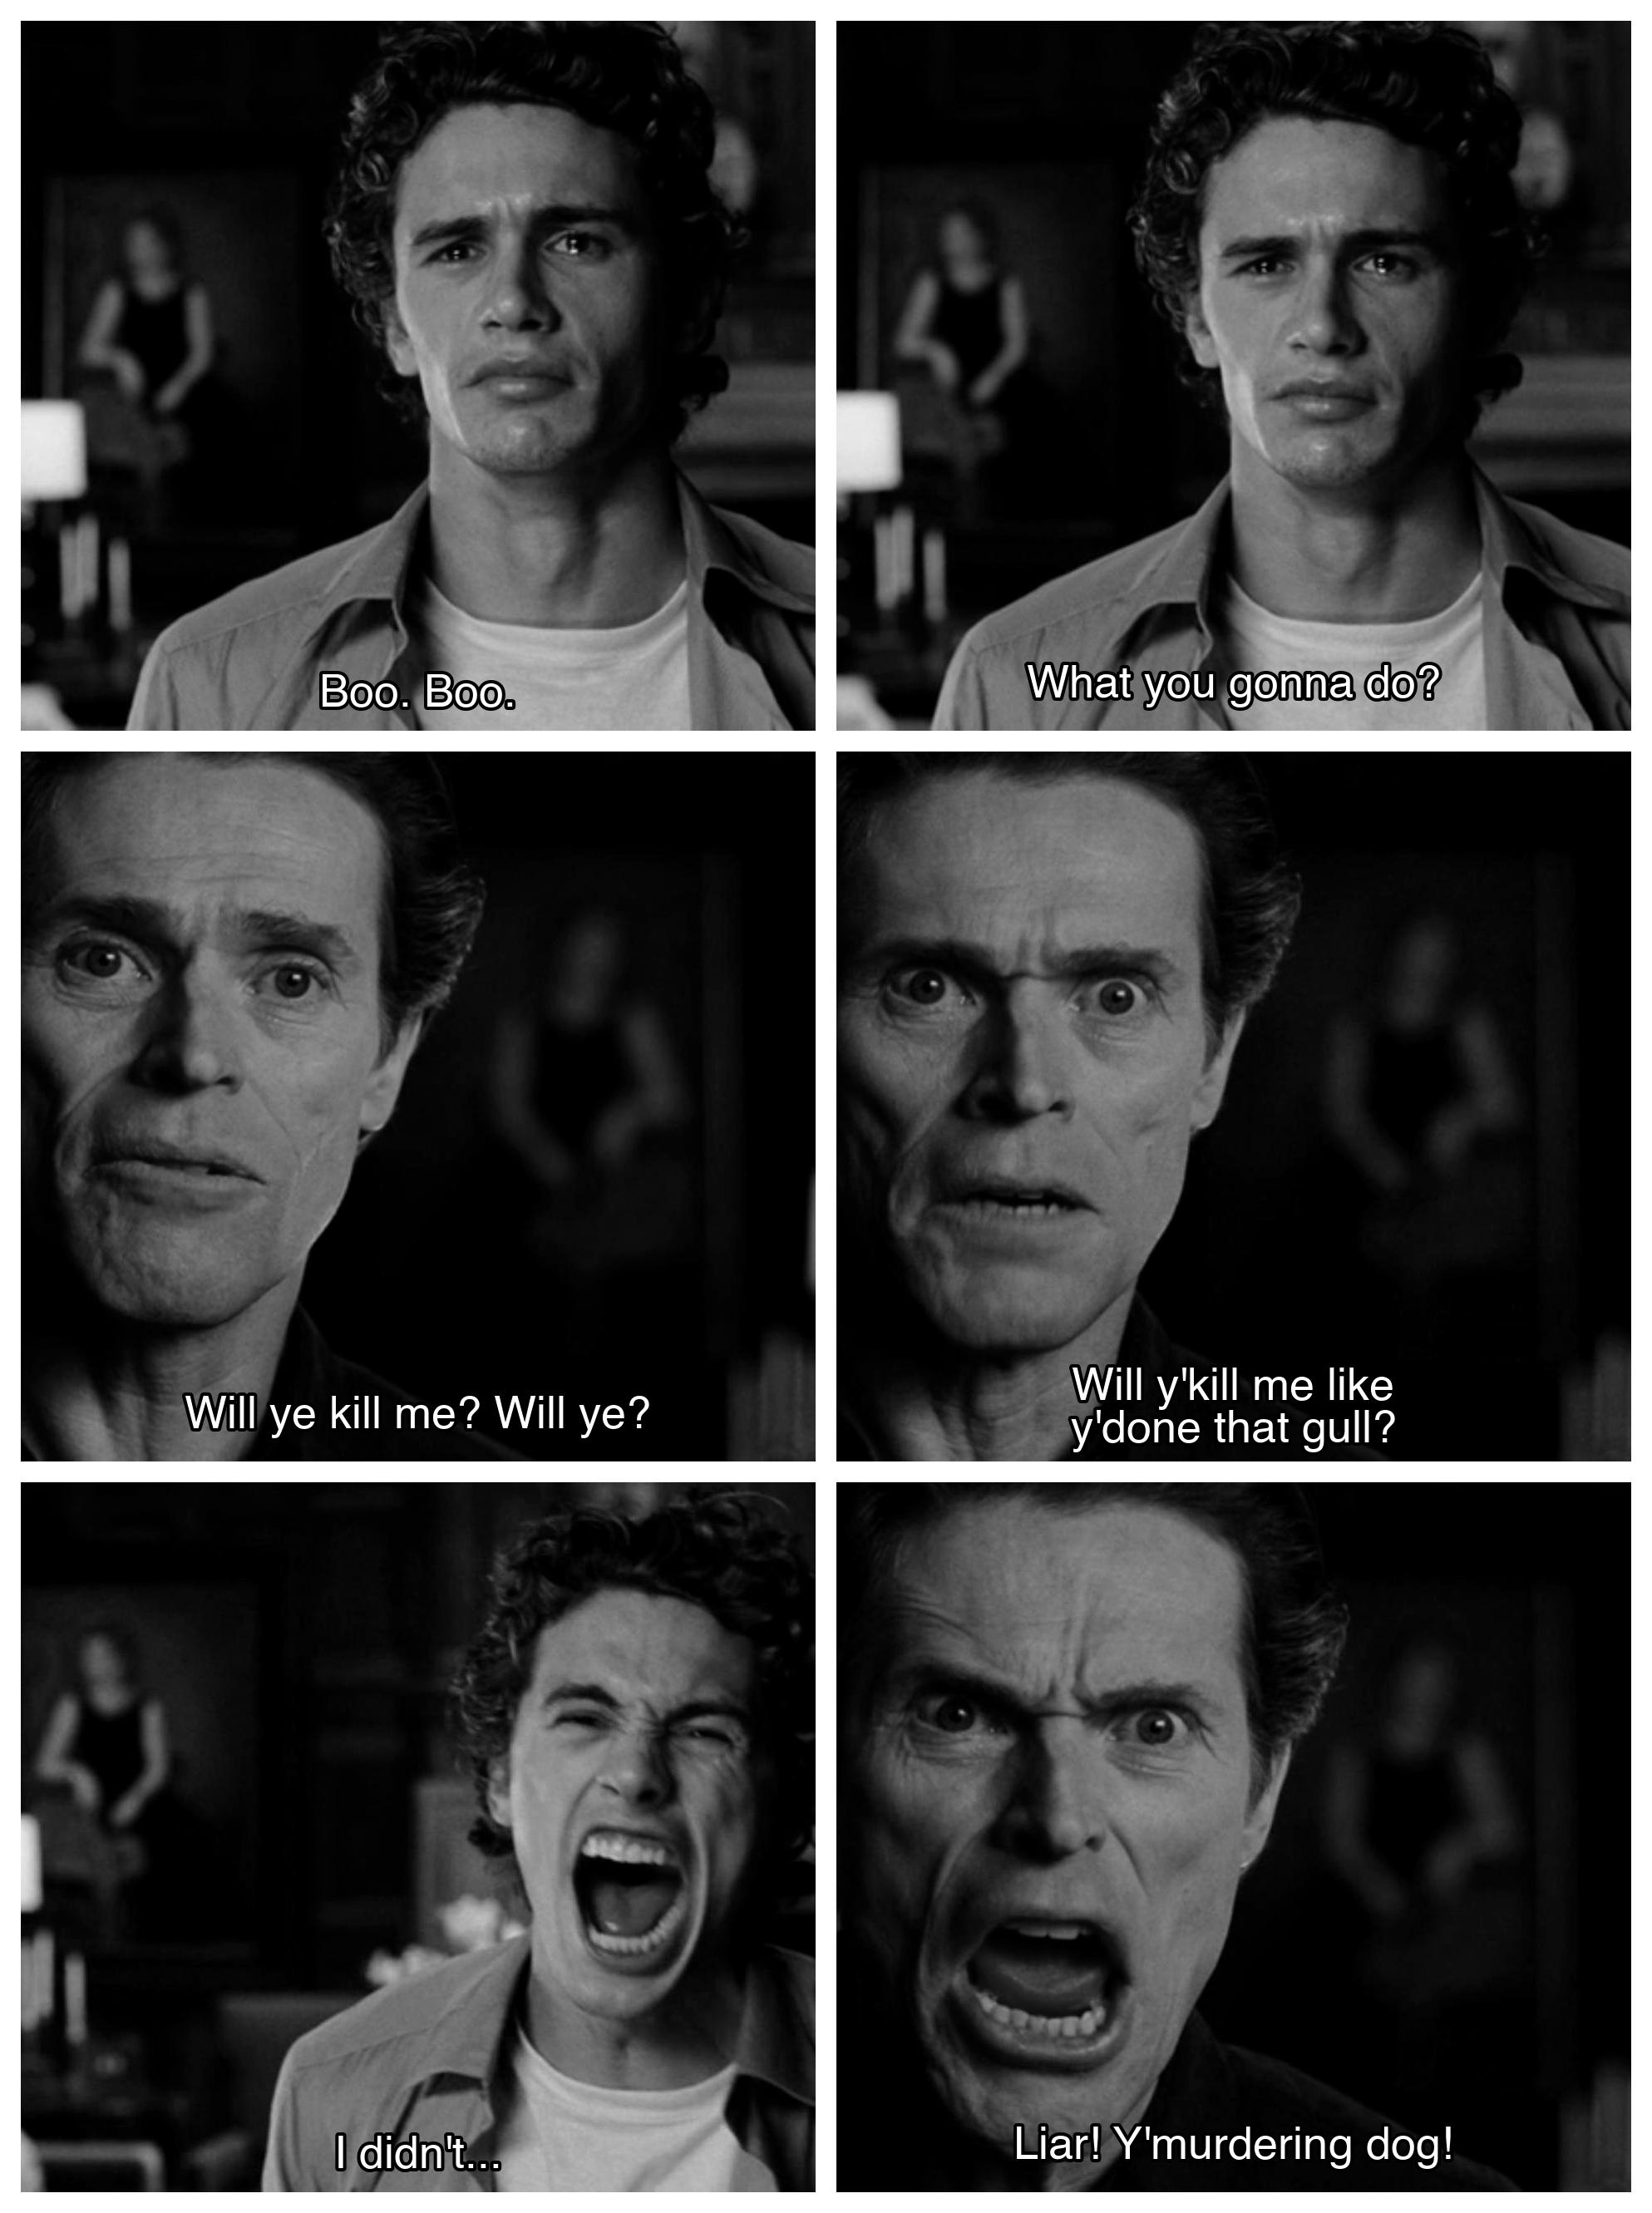 Boo. Boo.
What you gonna do?
Will ye kill me? Will ye?
Will y'kill me like
y'done that gull?
I didn't...
Liar! Y'murdering dog!